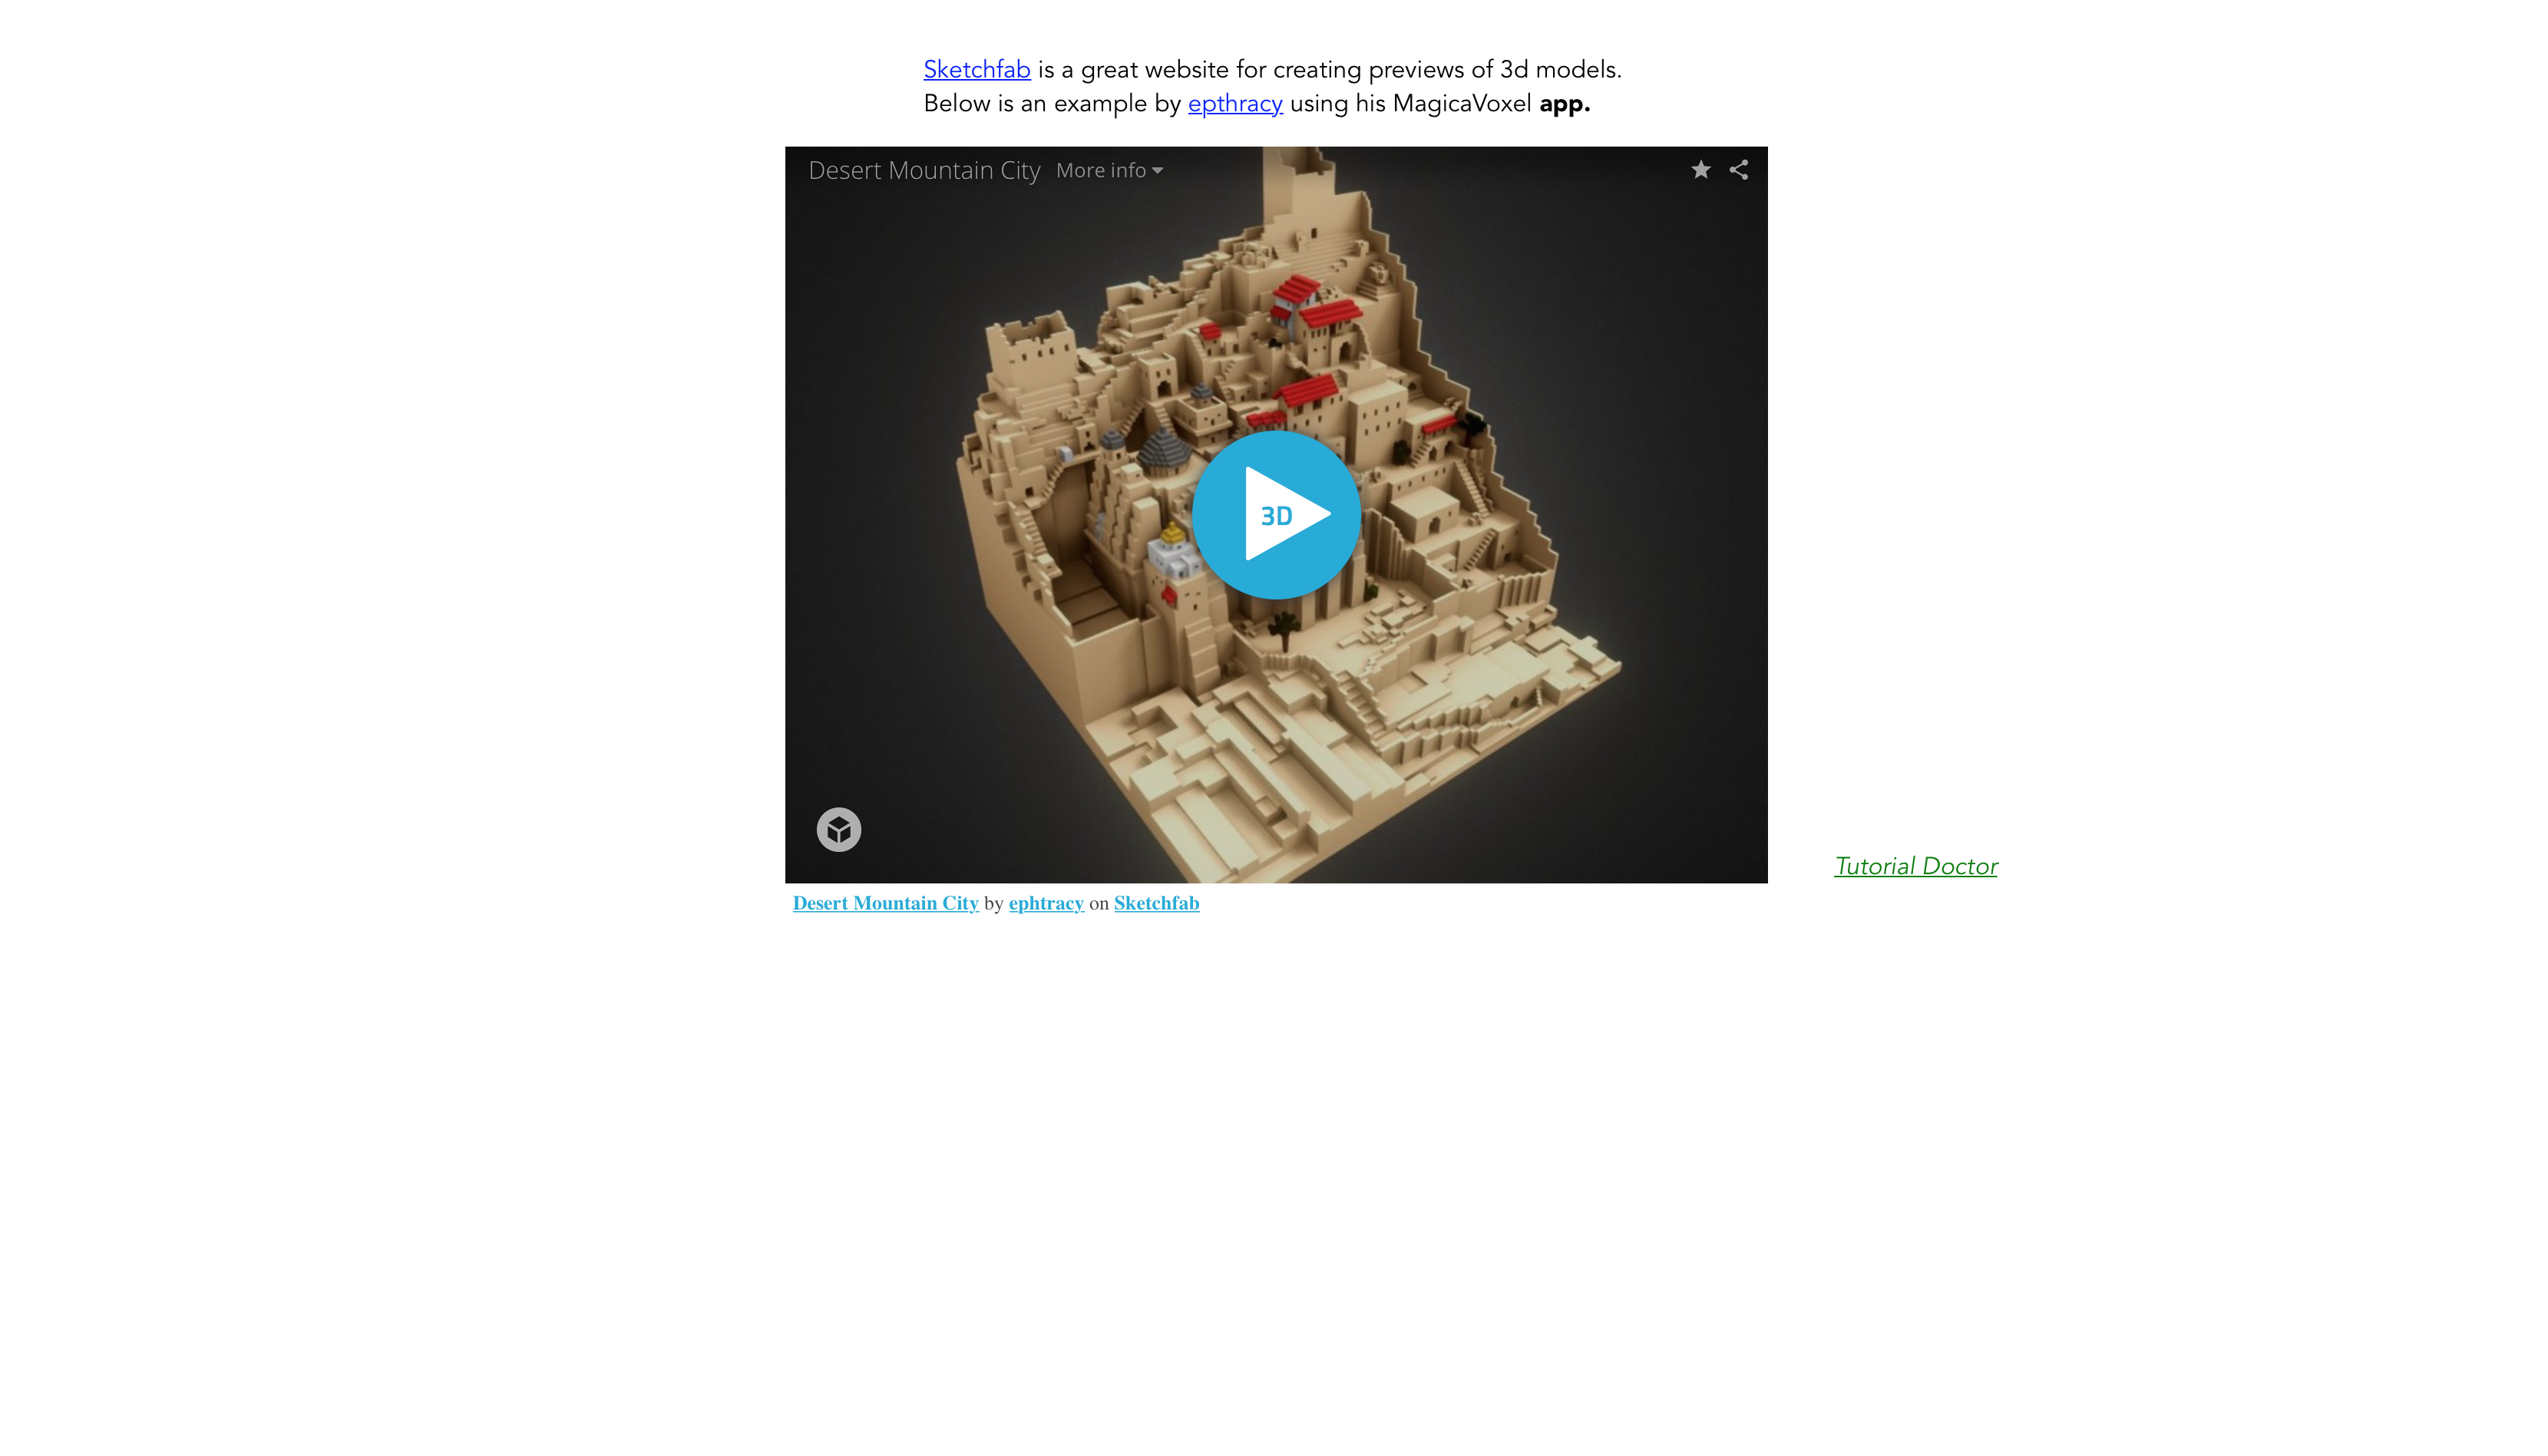 Sketchfab is a great website for creating previews of 3d models.
Below is an example by epthracy using his MagicaVoxel app.
Desert Mountain City More info
3D
Tutorial Doctor
Desert Mountain City by ephtracy on Sketchfab